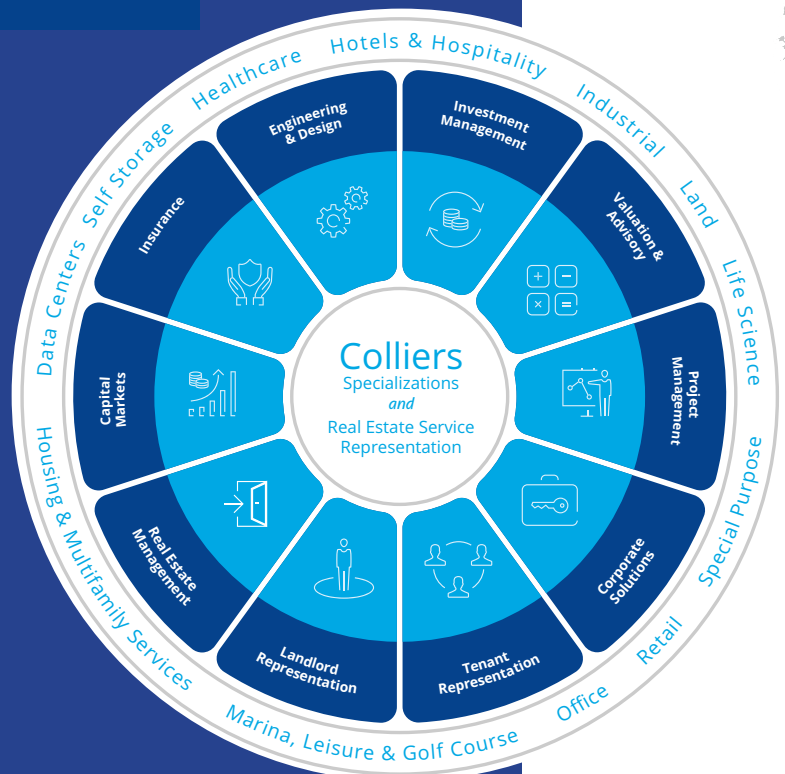 Colliers
Specializations
and
Real Estate Service
Representation
Investment
Management
Valuation &
Advisory
Project
Management
Corporate
Solutions
Tenant
Representation
Landlord
Representation
Real Estate
Management
Capital
Markets
Insurance
Engineering
& Design
Hotels & Hospitality
Industrial
Land
Life Science
Special Purpose
Retail
Office
Marina, Leisure & Golf Course
Housing & Multifamily Services
Data Centers
Self Storage
Healthcare